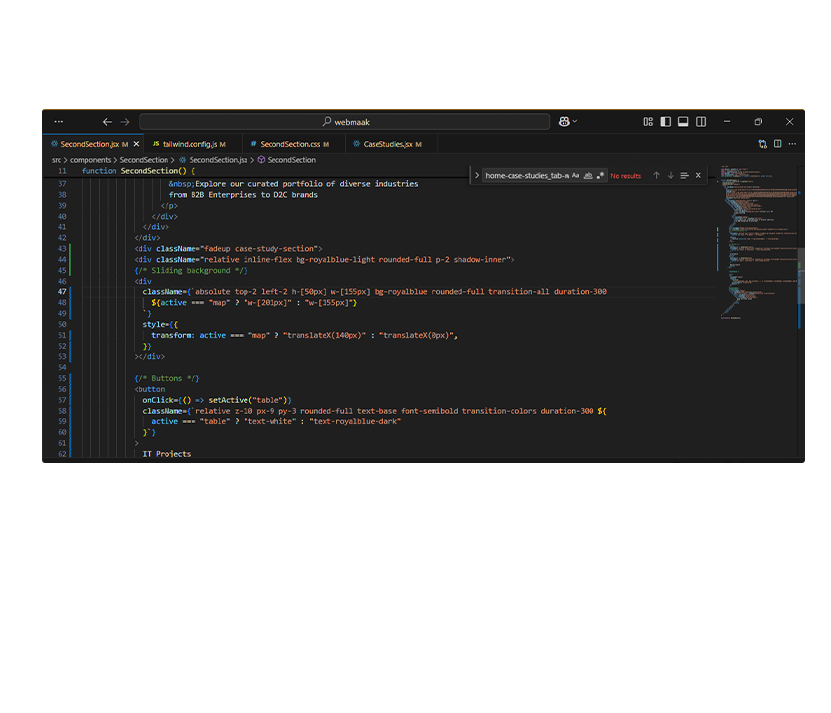 webmaak
SecondSection.jsx M
JS tailwind.config.js M
# SecondSection.css M
CaseStudies.jsx M
src > components > SecondSection > SecondSection.jsx > SecondSection
11 function SecondSection() {
home-case-studies_tab-w Aa ab .* No results
37 &nbsp;Explore our curated portfolio of diverse industries
38 from B2B Enterprises to D2C brands
39 </p>
40 </div>
41 </div>
42 </div>
43 <div className="fadeup case-study-section">
44 <div className="relative inline-flex bg-royalblue-light rounded-full p-2 shadow-inner">
45 {/* Sliding background */}
46 <div
47 className={`absolute top-2 left-2 h-[50px] w-[155px] bg-royalblue rounded-full transition-all duration-300
48 ${active === "map" ? "w-[201px]" : "w-[155px]"}
49 `}
50 style={{
51 transform: active === "map" ? "translateX(140px)" : "translateX(0px)",
52 }}
53 ></div>
54
55 {/* Buttons */}
56 <button
57 onClick={() => setActive("table")}
58 className={`relative z-10 px-9 py-3 rounded-full text-base font-semibold transition-colors duration-300 ${
59 active === "table" ? "text-white" : "text-royalblue-dark"
60 }`}
61 >
62 IT Projects